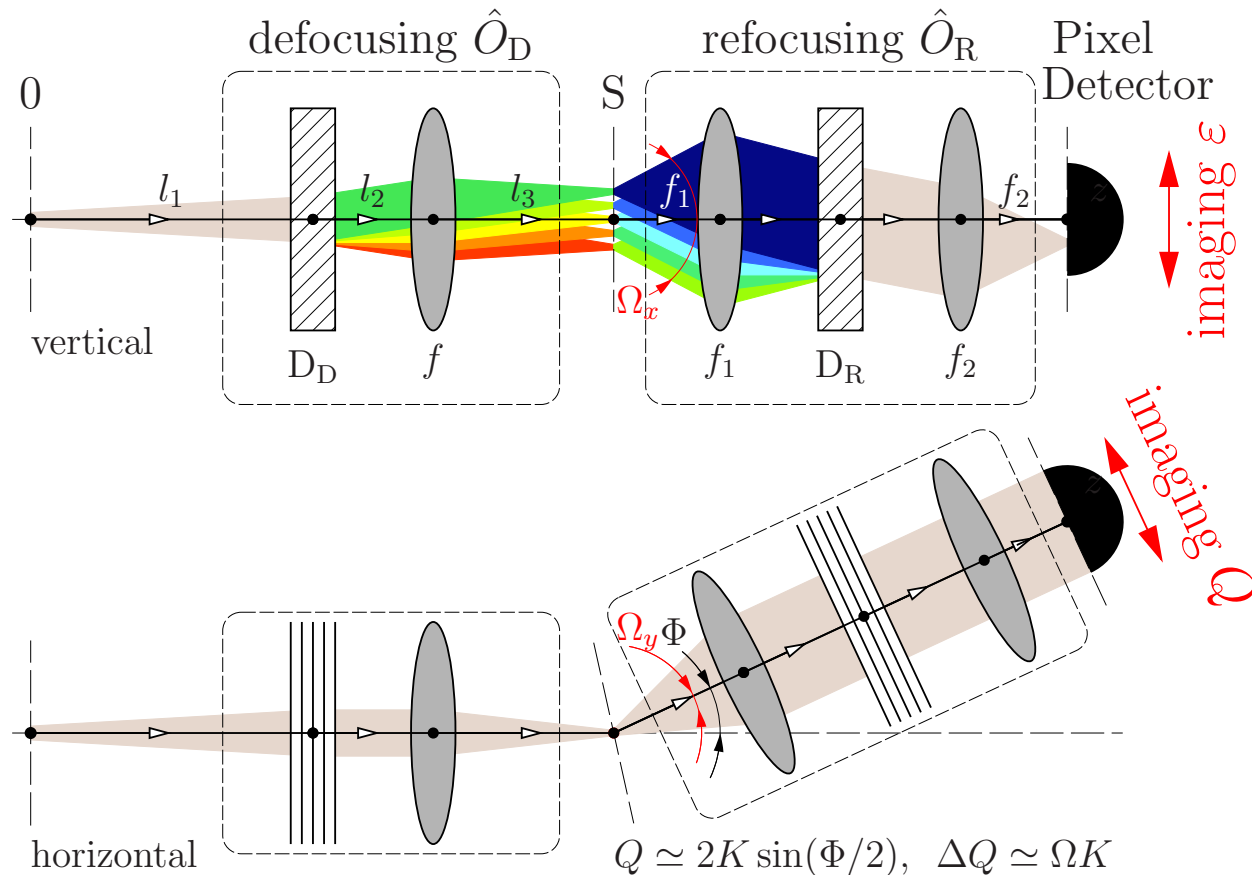 defocusing Ô_D
refocusing Ô_R
Pixel
Detector
0
S
l_1
l_2
l_3
f_1
f_2
z
imaging ε
Ω_x
vertical
D_D
f
f_1
D_R
f_2
imaging Q
z
Ω_y
Φ
horizontal
Q ≃ 2K sin(Φ/2), ΔQ ≃ ΩK